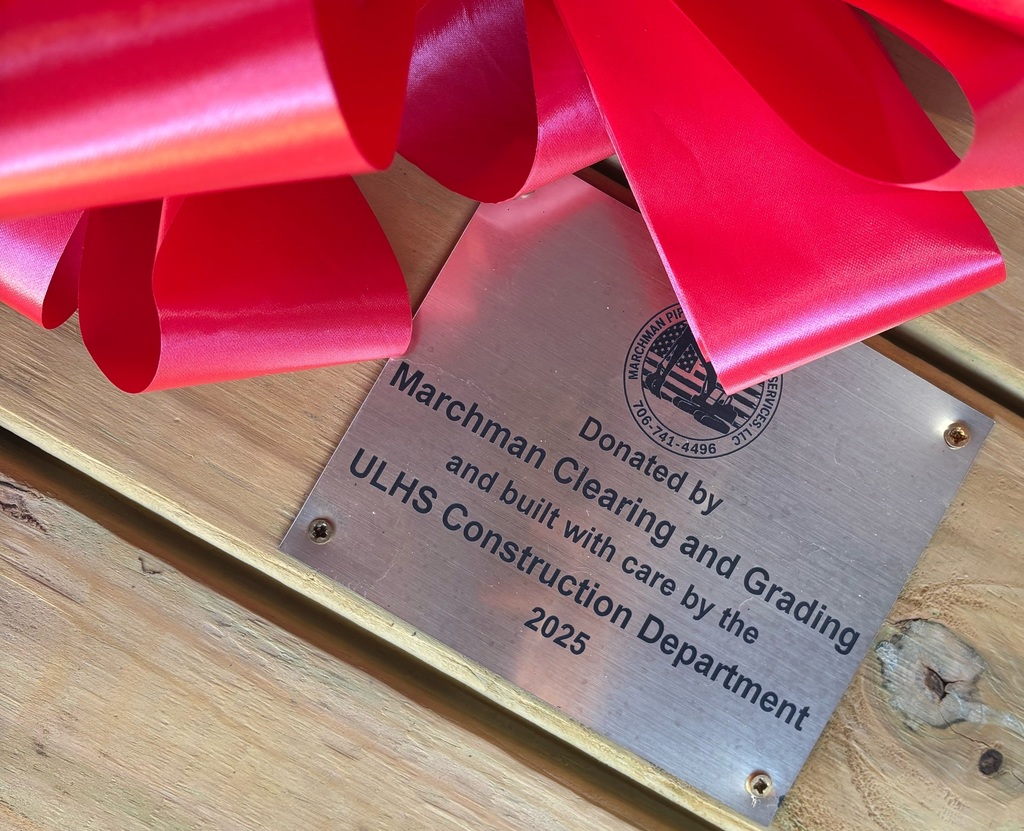 MARCHMAN
SERVICES, LLC
706-741-4496
Donated by
Marchman Clearing and Grading
and built with care by the
ULHS Construction Department
2025